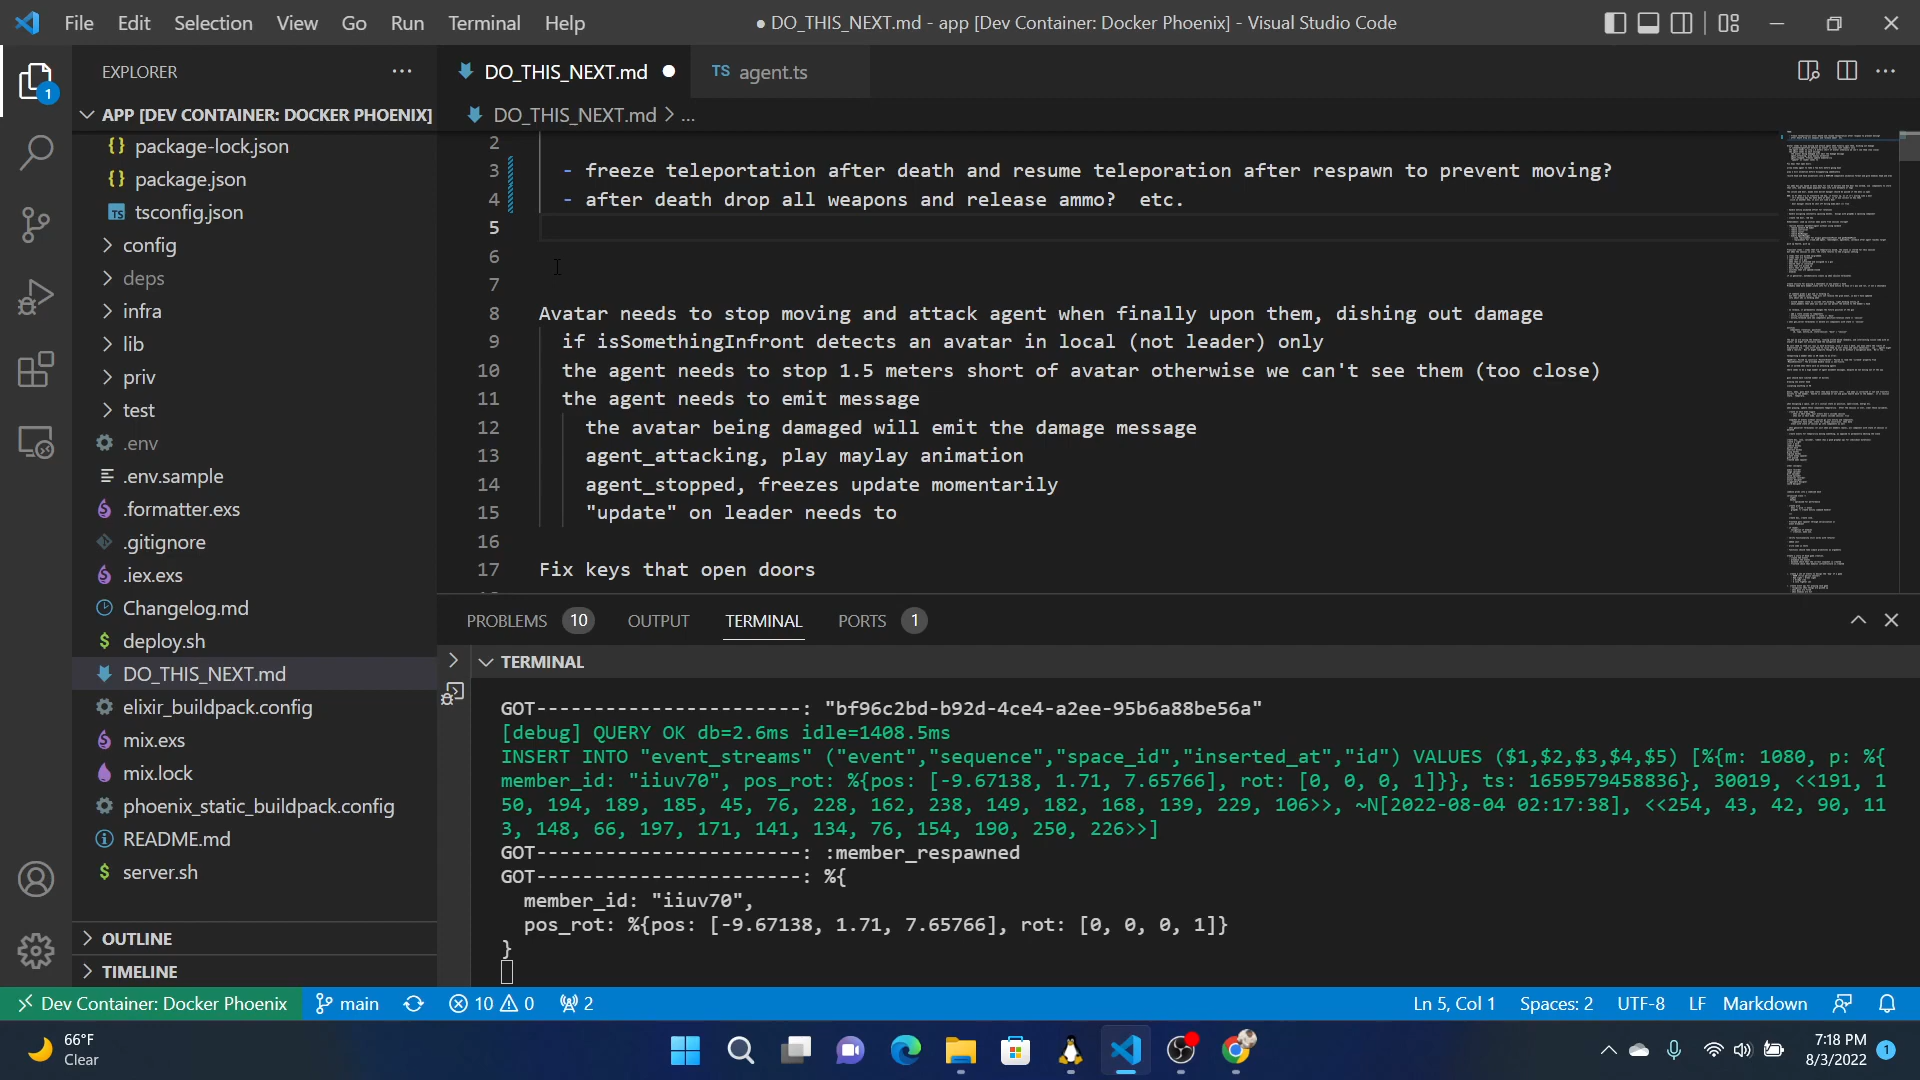 File Edit Selection View Go Run Terminal Help
● DO_THIS_NEXT.md - app [Dev Container: Docker Phoenix] - Visual Studio Code
EXPLORER
APP [DEV CONTAINER: DOCKER PHOENIX]
package-lock.json
package.json
tsconfig.json
config
deps
infra
lib
priv
test
.env
.env.sample
.formatter.exs
.gitignore
.iex.exs
Changelog.md
deploy.sh
DO_THIS_NEXT.md
elixir_buildpack.config
mix.exs
mix.lock
phoenix_static_buildpack.config
README.md
server.sh
OUTLINE
TIMELINE
DO_THIS_NEXT.md
TS agent.ts
DO_THIS_NEXT.md > ...
2
3 - freeze teleportation after death and resume teleporation after respawn to prevent moving?
4 - after death drop all weapons and release ammo?  etc.
5
6
7
8 Avatar needs to stop moving and attack agent when finally upon them, dishing out damage
9 if isSomethingInfront detects an avatar in local (not leader) only
10 the agent needs to stop 1.5 meters short of avatar otherwise we can't see them (too close)
11 the agent needs to emit message
12 the avatar being damaged will emit the damage message
13 agent_attacking, play maylay animation
14 agent_stopped, freezes update momentarily
15 "update" on leader needs to
16
17 Fix keys that open doors
PROBLEMS 10 OUTPUT TERMINAL PORTS 1
TERMINAL
GOT-----------------------: "bf96c2bd-b92d-4ce4-a2ee-95b6a88be56a"
[debug] QUERY OK db=2.6ms idle=1408.5ms
INSERT INTO "event_streams" ("event","sequence","space_id","inserted_at","id") VALUES ($1,$2,$3,$4,$5) [%{m: 1080, p: %{
member_id: "iiuv70", pos_rot: %{pos: [-9.67138, 1.71, 7.65766], rot: [0, 0, 0, 1]}}, ts: 1659579458836}, 30019, <<191, 1
50, 194, 189, 185, 45, 76, 228, 162, 238, 149, 182, 168, 139, 229, 106>>, ~N[2022-08-04 02:17:38], <<254, 43, 42, 90, 11
3, 148, 66, 197, 171, 141, 134, 76, 154, 190, 250, 226>>]
GOT-----------------------: :member_respawned
GOT-----------------------: %{
member_id: "iiuv70",
pos_rot: %{pos: [-9.67138, 1.71, 7.65766], rot: [0, 0, 0, 1]}
}
Dev Container: Docker Phoenix main 10 0 2 Ln 5, Col 1 Spaces: 2 UTF-8 LF Markdown
66°F
Clear
7:18 PM
8/3/2022
1